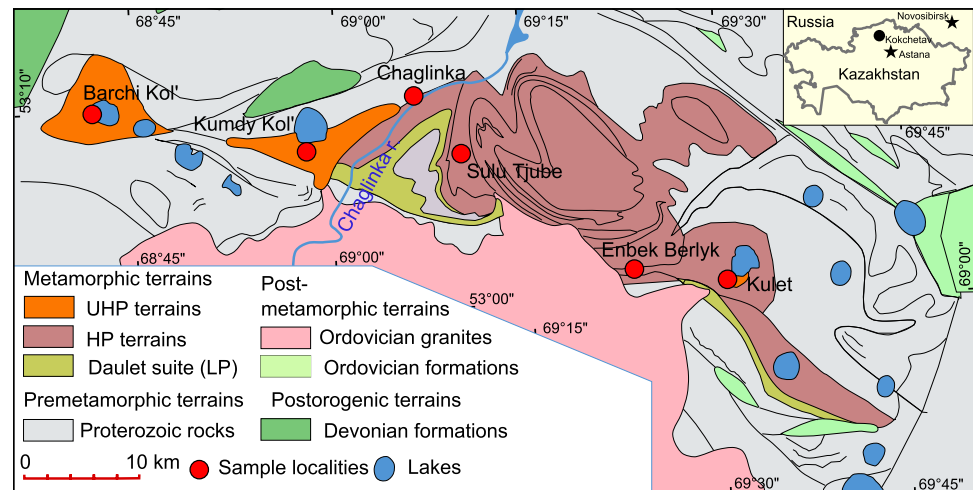 68°45"
69°00
69°15"
69°30"
Russia
Novosibirsk
Kokchetav
Astana
Kazakhstan
53°10"
Barchi Kol'
Chaglinka
69°45"
Kumdy Kol'
Sulu Tjube
Chaglinka r.
Enbek Berlyk
Kulet
68°45"
69°00"
53°00"
69°15"
69°00"
Metamorphic terrains
UHP terrains
HP terrains
Daulet suite (LP)
Premetamorphic terrains
Proterozoic rocks
Post-
metamorphic terrains
Ordovician granites
Ordovician formations
Postorogenic terrains
Devonian formations
0 10 km
Sample localities
Lakes
69°30"
69°45"